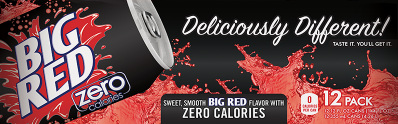 BIG
RED
zero
calories
Deliciously Different!
TASTE IT. YOU'LL GET IT.
SWEET, SMOOTH BIG RED FLAVOR WITH
ZERO CALORIES
0
CALORIES
PER CAN
12 PACK